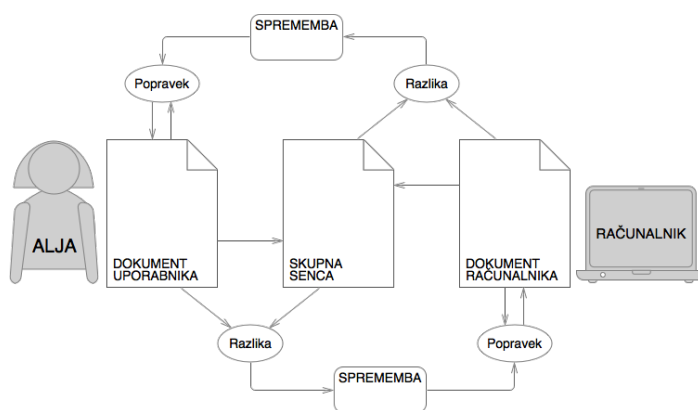 SPREMEMBA
Popravek
Razlika
ALJA
RAČUNALNIK
DOKUMENT
UPORABNIKA
SKUPNA
SENCA
DOKUMENT
RAČUNALNIKA
Razlika
Popravek
SPREMEMBA